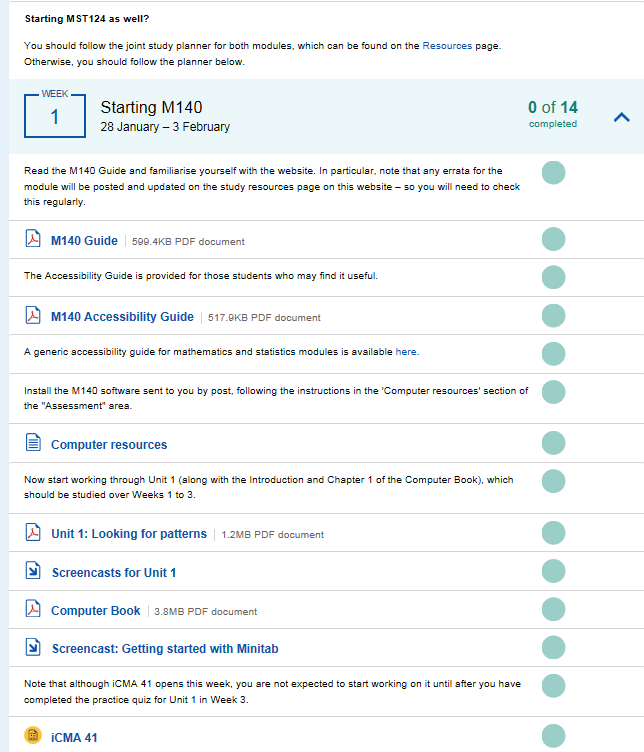 Starting MST124 as well?
You should follow the joint study planner for both modules, which can be found on the Resources page.
Otherwise, you should follow the planner below.
WEEK
1
Starting M140
28 January – 3 February
0 of 14
completed
Read the M140 Guide and familiarise yourself with the website. In particular, note that any errata for the
module will be posted and updated on the study resources page on this website – so you will need to check
this regularly.
M140 Guide 599.4KB PDF document
The Accessibility Guide is provided for those students who may find it useful.
M140 Accessibility Guide 517.9KB PDF document
A generic accessibility guide for mathematics and statistics modules is available here.
Install the M140 software sent to you by post, following the instructions in the 'Computer resources' section of
the "Assessment" area.
Computer resources
Now start working through Unit 1 (along with the Introduction and Chapter 1 of the Computer Book), which
should be studied over Weeks 1 to 3.
Unit 1: Looking for patterns 1.2MB PDF document
Screencasts for Unit 1
Computer Book 3.8MB PDF document
Screencast: Getting started with Minitab
Note that although iCMA 41 opens this week, you are not expected to start working on it until after you have
completed the practice quiz for Unit 1 in Week 3.
iCMA 41